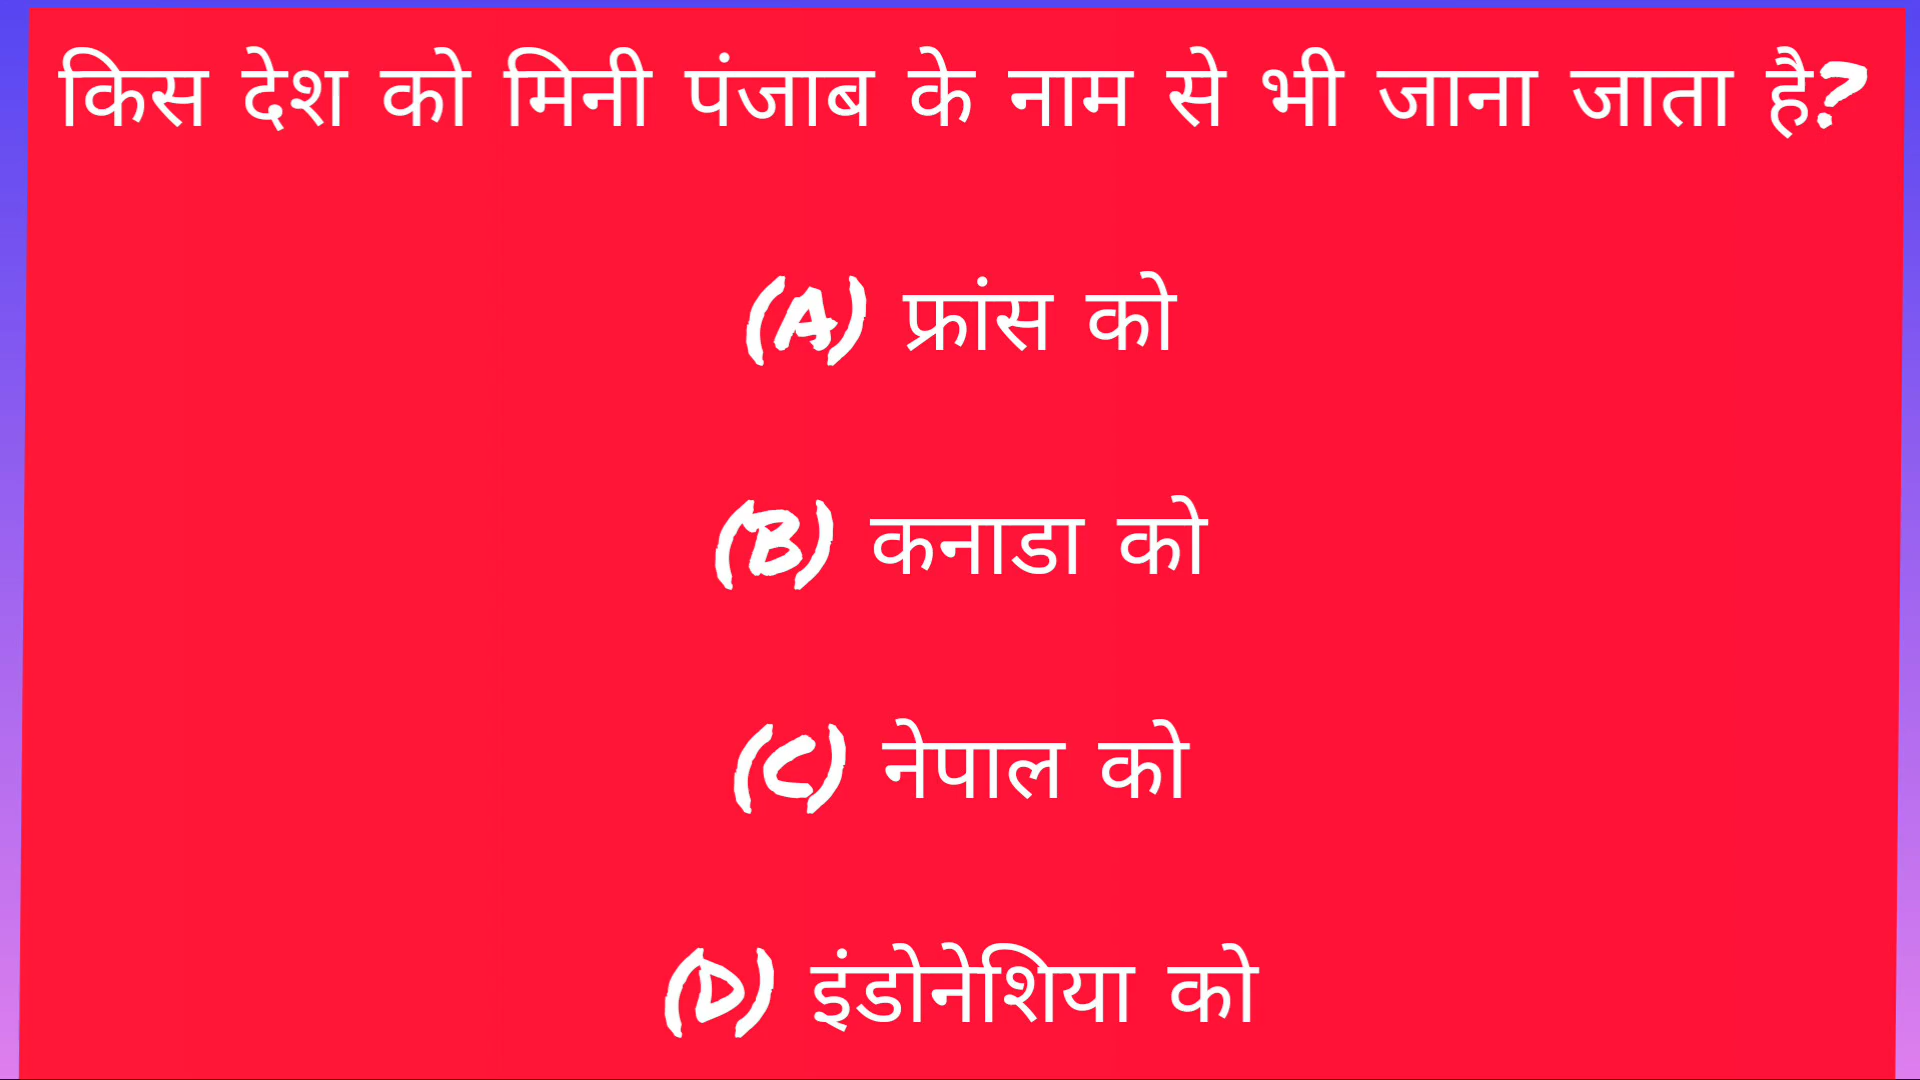 किस देश को मिनी पंजाब के नाम से भी जाना जाता है?
(A) फ्रांस को
(B) कनाडा को
(C) नेपाल को
(D) इंडोनेशिया को